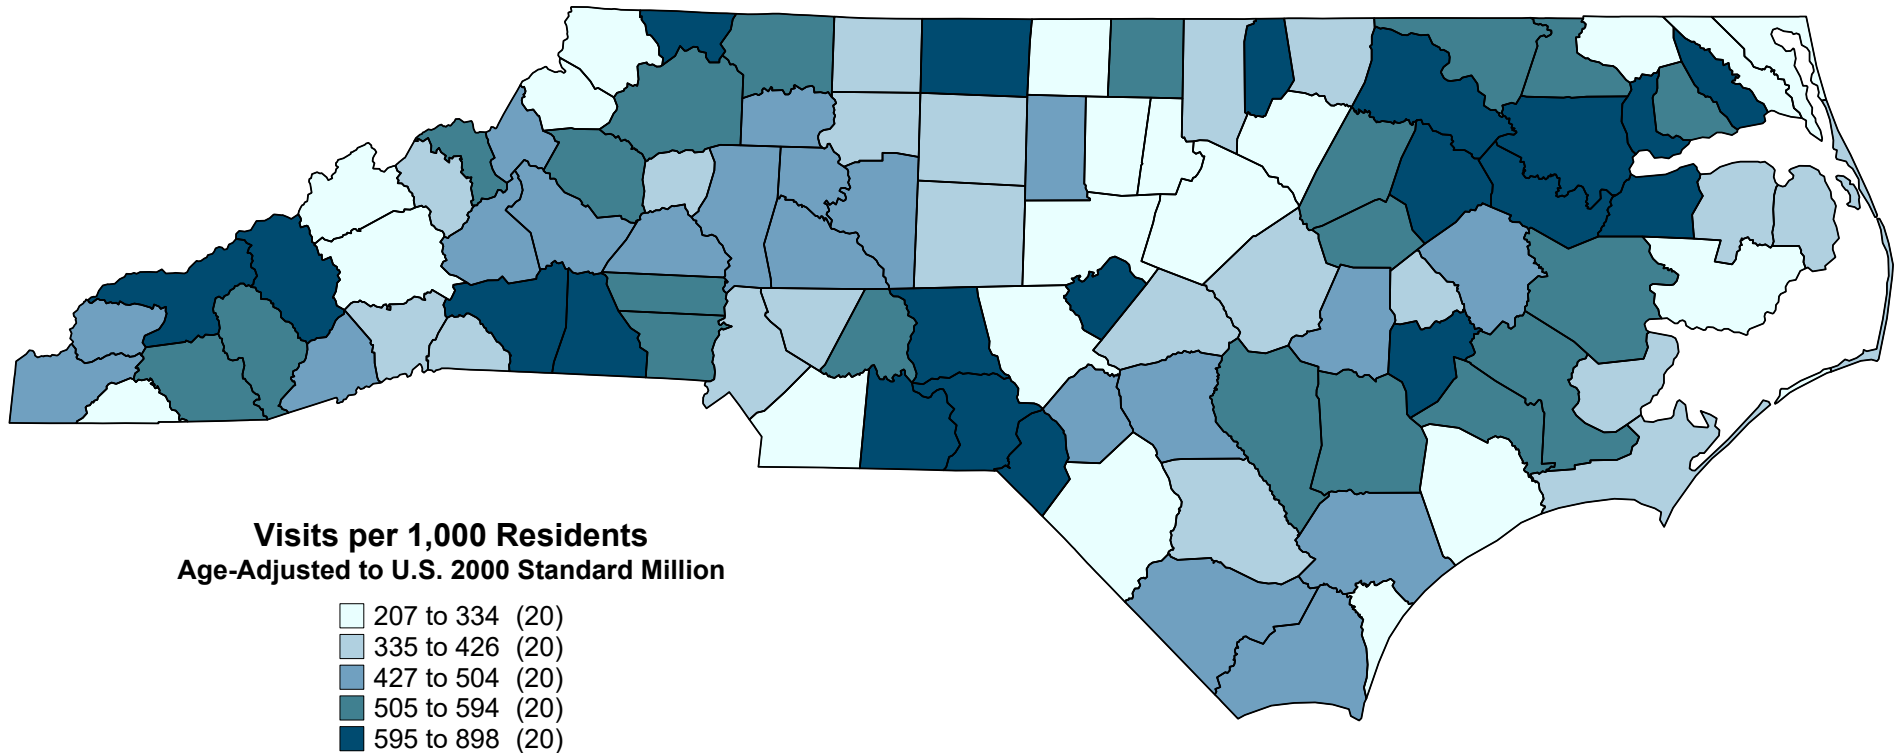 Visits per 1,000 Residents
Age-Adjusted to U.S. 2000 Standard Million
207 to 334 (20)
335 to 426 (20)
427 to 504 (20)
505 to 594 (20)
595 to 898 (20)